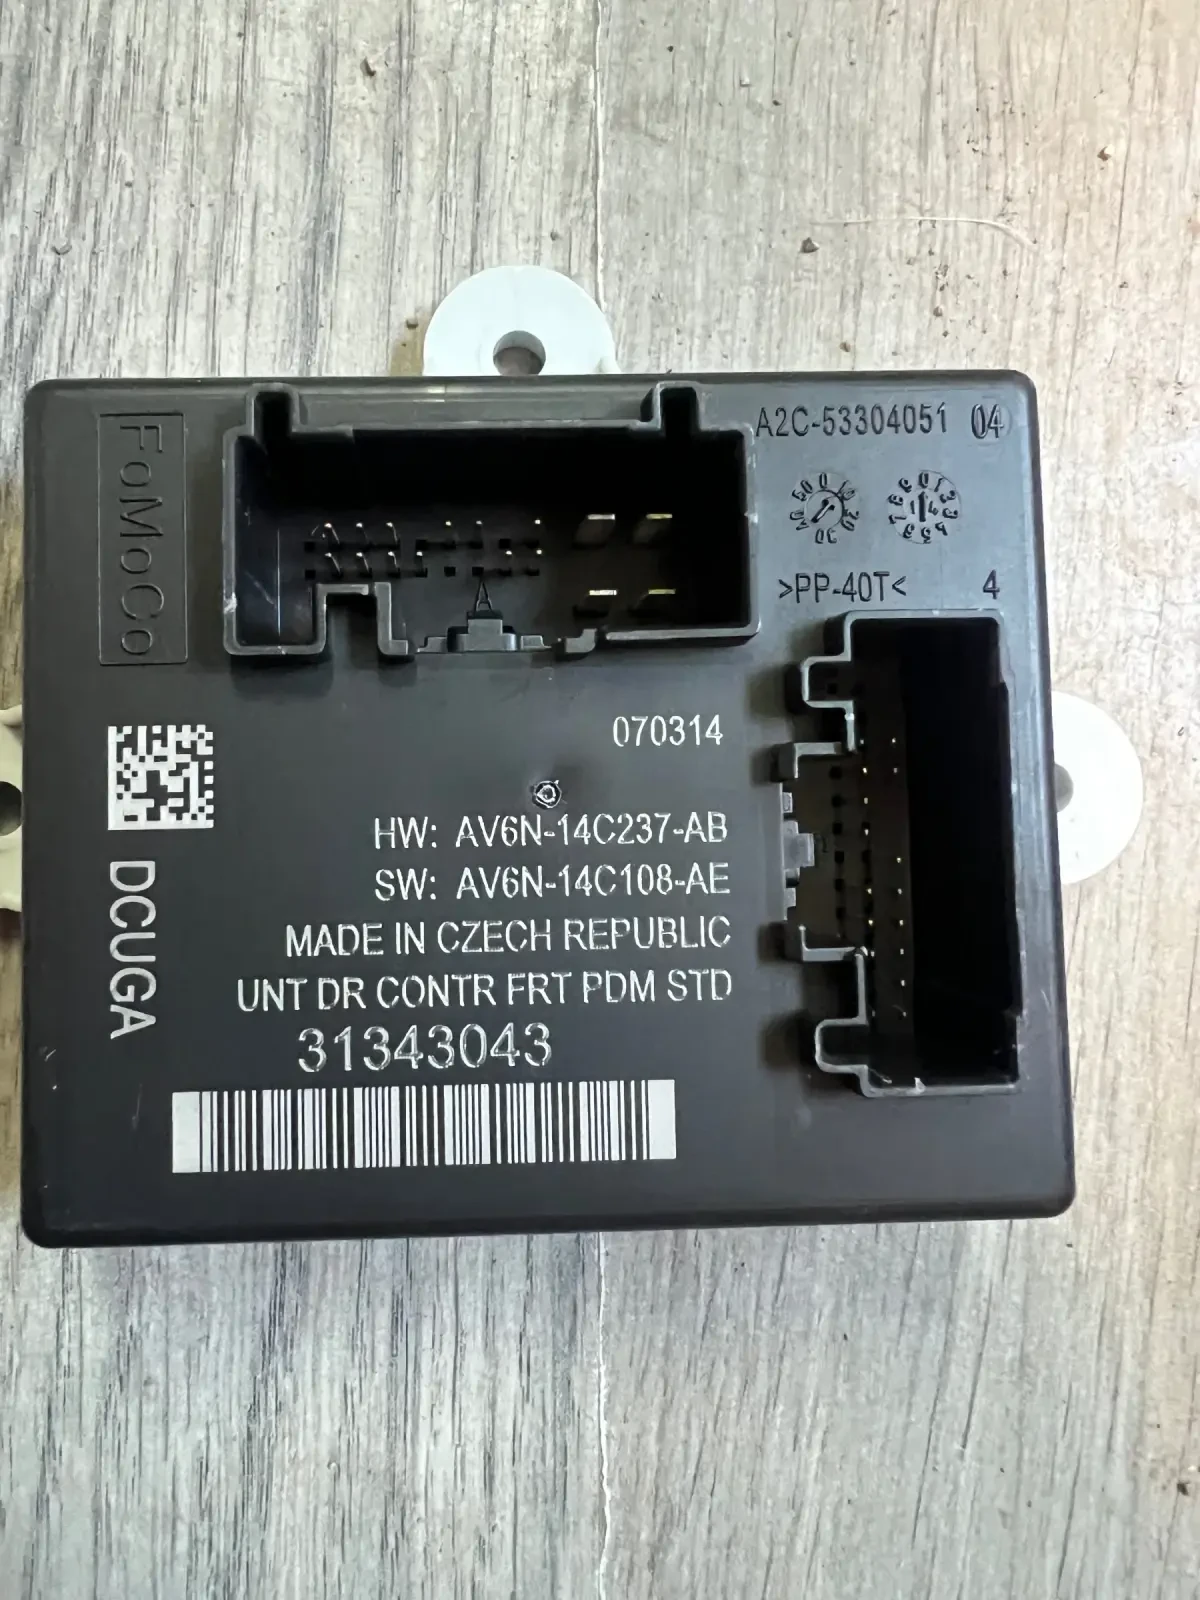 FoMoCo
A2C-53304051 04
>PP-40T< 4
070314
HW: AV6N-14C237-AB
SW: AV6N-14C108-AE
MADE IN CZECH REPUBLIC
UNT DR CONTR FRT PDM STD
31343043
DCUGA
A